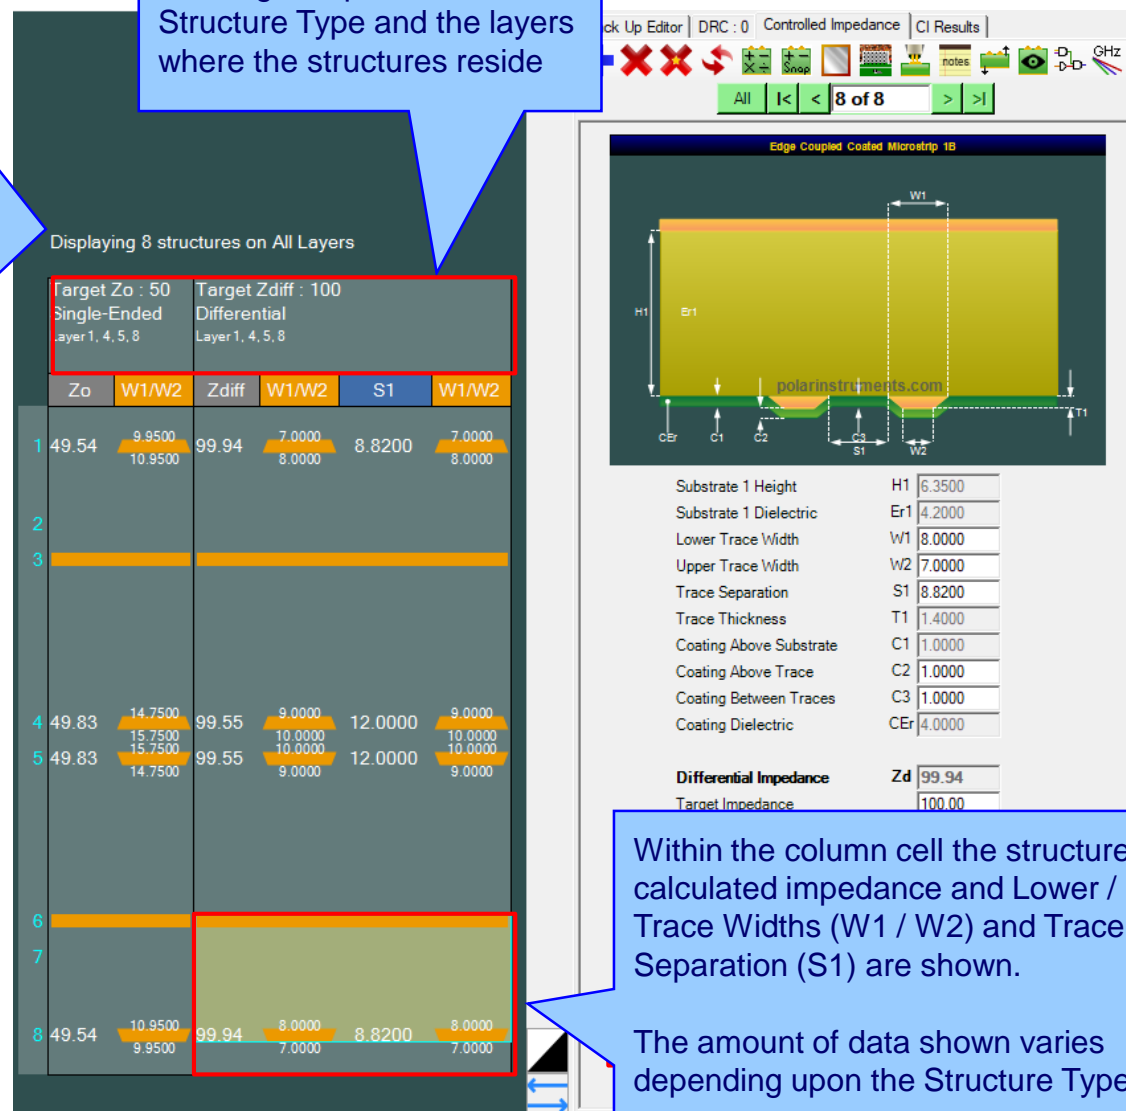 Structure Type and the layers
where the structures reside
Up Editor DRC : 0 Controlled Impedance CI Results
Snap notes GHz
All |< < 8 of 8 > >|
Displaying 8 structures on All Layers
Target Zo : 50 Target Zdiff : 100
Single-Ended Differential
Layer 1, 4, 5, 8 Layer 1, 4, 5, 8
Zo W1/W2 Zdiff W1/W2 S1 W1/W2
1 49.54 9.9500 10.9500 99.94 7.0000 8.0000 8.8200 7.0000 8.0000
2
3
4 49.83 14.7500 15.7500 99.55 9.0000 10.0000 12.0000 9.0000 10.0000
5 49.83 15.7500 14.7500 99.55 10.0000 9.0000 12.0000 10.0000 9.0000
6
7
8 49.54 10.9500 9.9500 99.94 8.0000 7.0000 8.8200 8.0000 7.0000
Edge Coupled Coated Microstrip 1B
W1
H1 Er1
polarinstruments.com
T1
CEr C1 C2 C3
S1 W2
Substrate 1 Height H1 6.3500
Substrate 1 Dielectric Er1 4.2000
Lower Trace Width W1 8.0000
Upper Trace Width W2 7.0000
Trace Separation S1 8.8200
Trace Thickness T1 1.4000
Coating Above Substrate C1 1.0000
Coating Above Trace C2 1.0000
Coating Between Traces C3 1.0000
Coating Dielectric CEr 4.0000
Differential Impedance Zd 99.94
Target Impedance 100.00
Within the column cell the structure
calculated impedance and Lower /
Trace Widths (W1 / W2) and Trace
Separation (S1) are shown.
The amount of data shown varies
depending upon the Structure Type